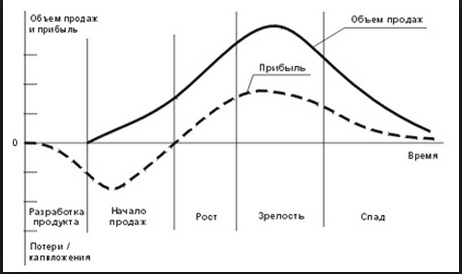 Объем продаж
и прибыль
Объем продаж
Прибыль
0
Время
Разработка
продукта
Начало
продаж
Рост
Зрелость
Спад
Потери /
капвложения